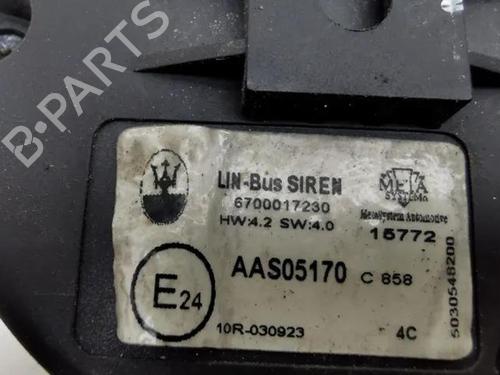 B-PARTS
LIN-Bus SIREN
6700017230
HW:4.2 SW:4.0
META
SYSTEMS
Metasystem Automotive
15772
AAS05170 C 858
E24
10R-030923
4C
5030548200